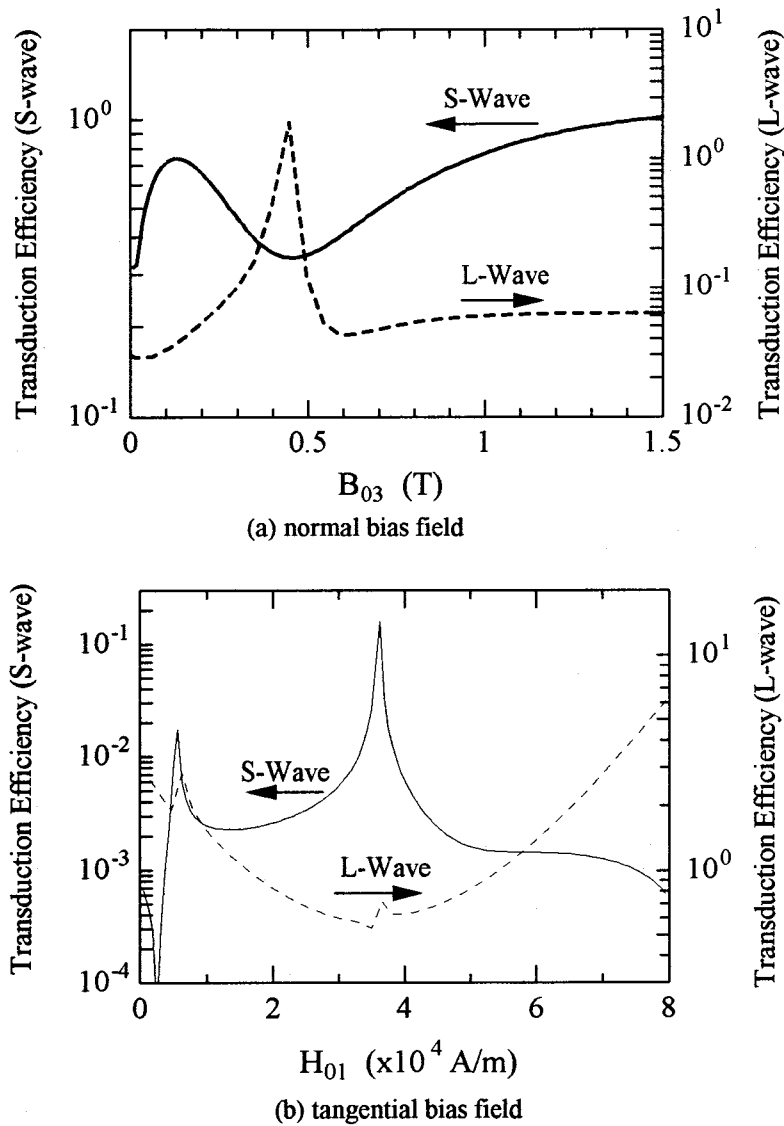 Transduction Efficiency (S-wave)
10^0
10^-1
10^1
10^0
10^-1
10^-2
Transduction Efficiency (L-wave)
S-Wave
L-Wave
0 0.5 1 1.5
B_03 (T)
(a) normal bias field
Transduction Efficiency (S-wave)
10^-1
10^-2
10^-3
10^-4
10^1
10^0
Transduction Efficiency (L-wave)
S-Wave
L-Wave
0 2 4 6 8
H_01 (x10^4 A/m)
(b) tangential bias field